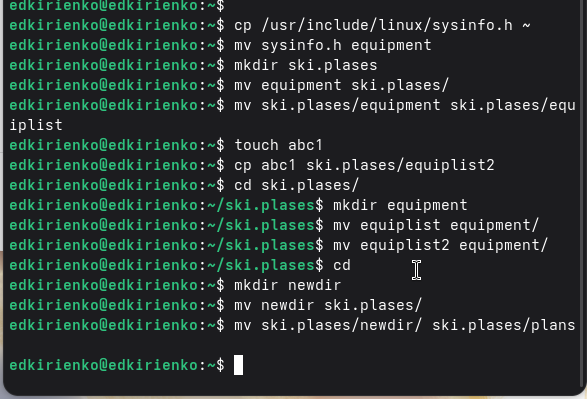 edkirienko@edkirienko:~$
edkirienko@edkirienko:~$ cp /usr/include/linux/sysinfo.h ~
edkirienko@edkirienko:~$ mv sysinfo.h equipment
edkirienko@edkirienko:~$ mkdir ski.plases
edkirienko@edkirienko:~$ mv equipment ski.plases/
edkirienko@edkirienko:~$ mv ski.plases/equipment ski.plases/equ
iplist
edkirienko@edkirienko:~$ touch abc1
edkirienko@edkirienko:~$ cp abc1 ski.plases/equiplist2
edkirienko@edkirienko:~$ cd ski.plases/
edkirienko@edkirienko:~/ski.plases$ mkdir equipment
edkirienko@edkirienko:~/ski.plases$ mv equiplist equipment/
edkirienko@edkirienko:~/ski.plases$ mv equiplist2 equipment/
edkirienko@edkirienko:~/ski.plases$ cd
edkirienko@edkirienko:~$ mkdir newdir
edkirienko@edkirienko:~$ mv newdir ski.plases/
edkirienko@edkirienko:~$ mv ski.plases/newdir/ ski.plases/plans
edkirienko@edkirienko:~$